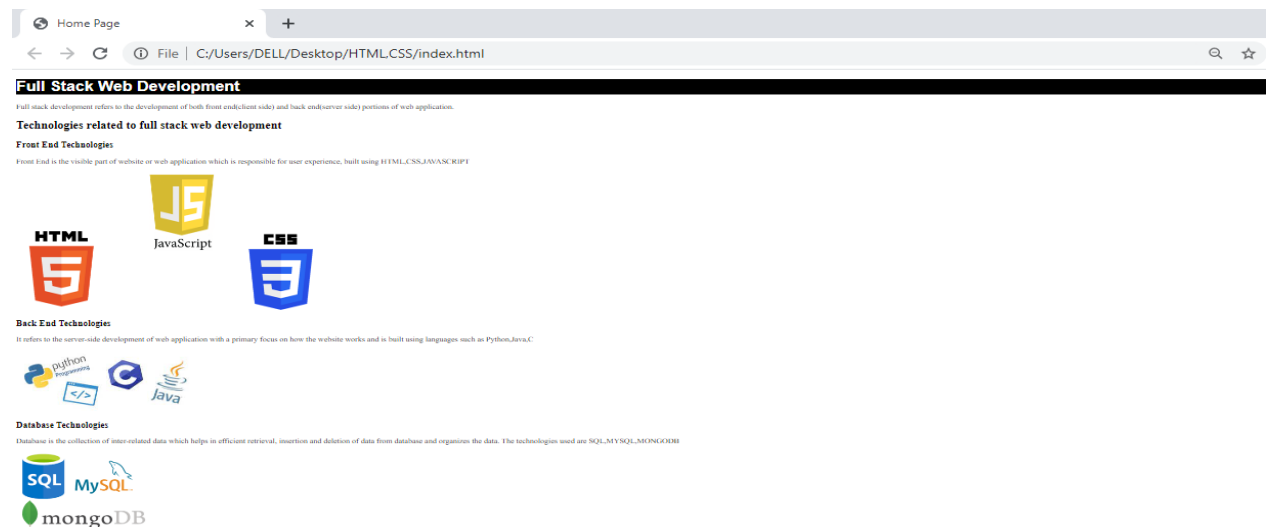 Home Page
File | C:/Users/DELL/Desktop/HTML,CSS/index.html
Full Stack Web Development
Full stack development refers to the development of both front end(client side) and back end(server side) portions of web application.
Technologies related to full stack web development
Front End Technologies
Front End is the visible part of website or web application which is responsible for user experience, built using HTML,CSS,JAVASCRIPT
JS
JavaScript
HTML
5
CSS
3
Back End Technologies
It refers to the server-side development of web application with a primary focus on how the website works and is built using languages such as Python,Java,C
python
Programming
</>
C
Java
Database Technologies
Database is the collection of inter-related data which helps in efficient retrieval, insertion and deletion of data from database and organizes the data. The technologies used are SQL,MYSQL,MONGODB
SQL
MySQL
mongoDB